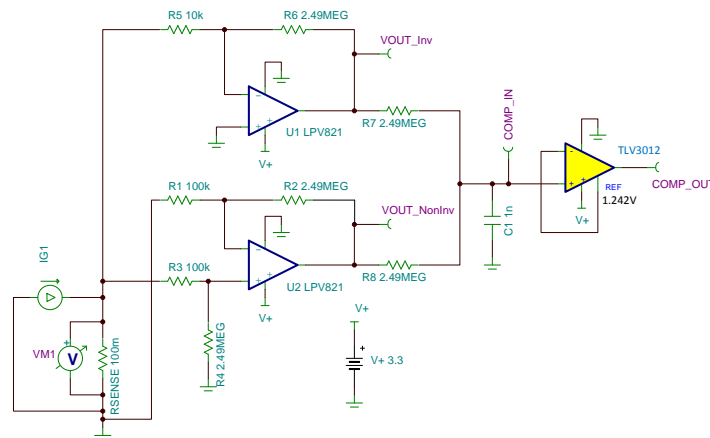 R5 10k
R6 2.49MEG
VOUT_Inv
U1 LPV821
V+
R7 2.49MEG
COMP_IN
TLV3012
REF
1.242V
COMP_OUT
V+
C1 1n
R1 100k
R2 2.49MEG
VOUT_NonInv
R3 100k
U2 LPV821
V+
R8 2.49MEG
R4 2.49MEG
IG1
VM1
V
RSENSE 100m
V+
V+ 3.3